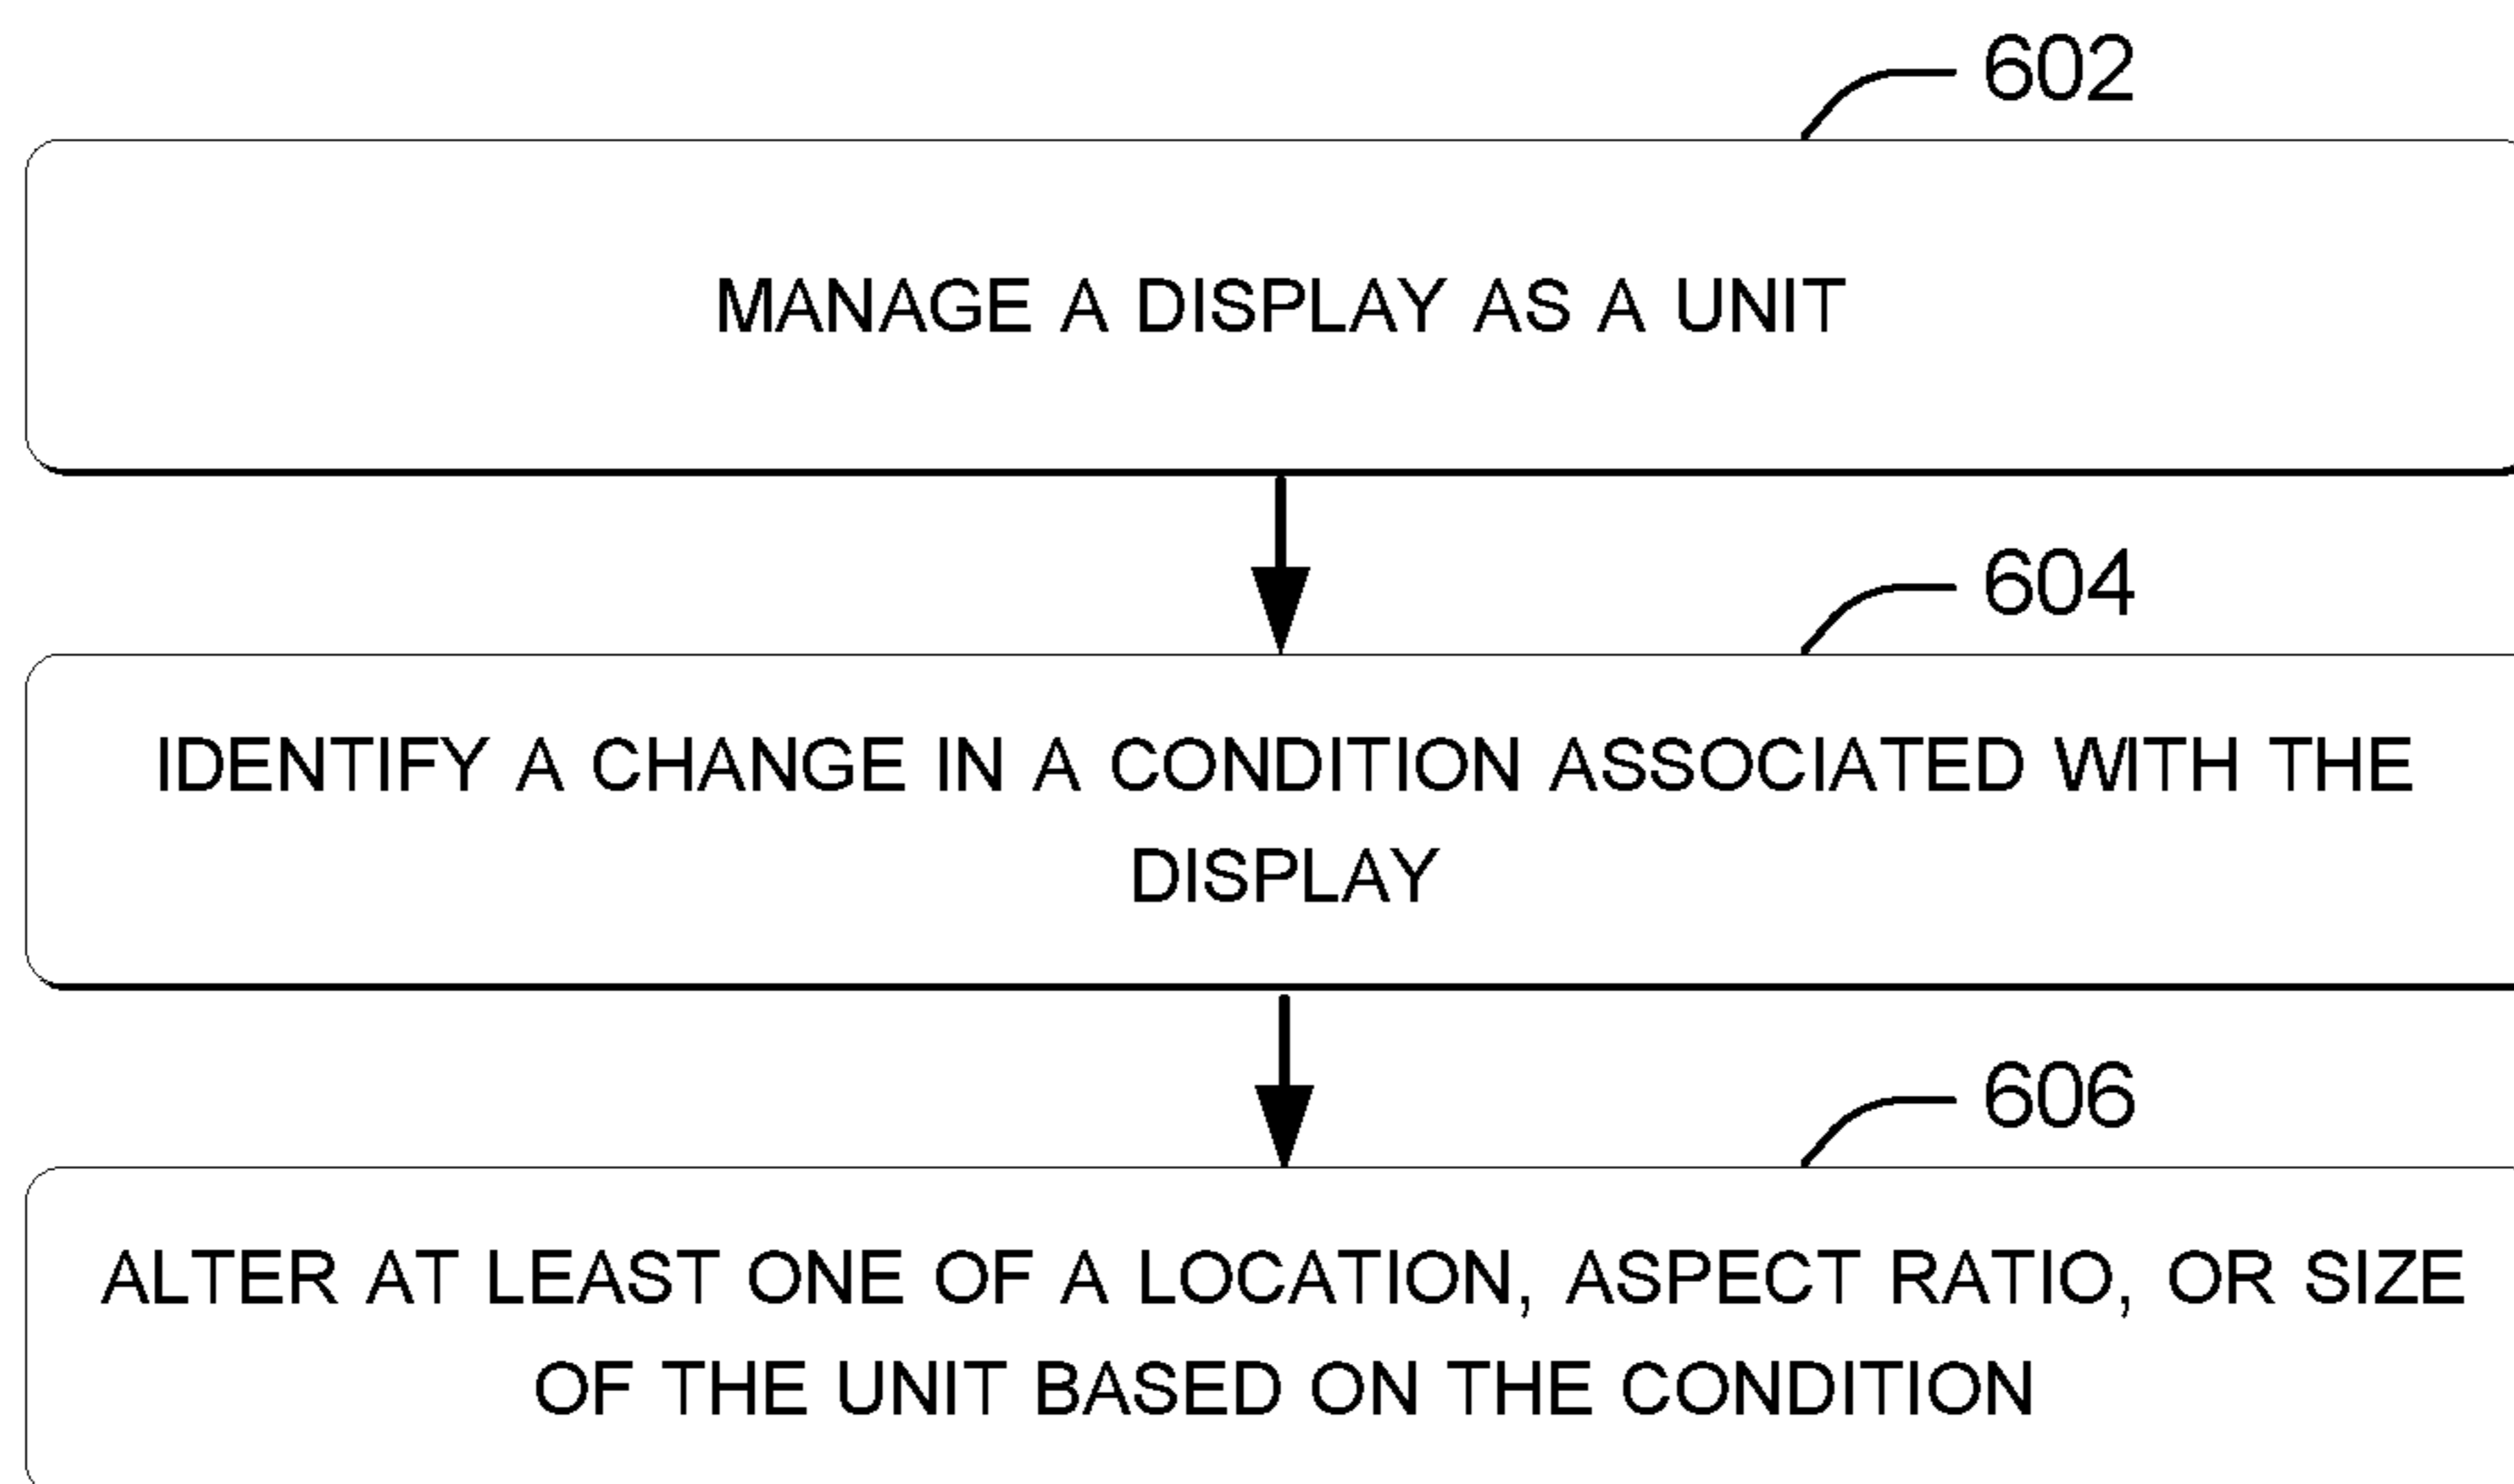 602
MANAGE A DISPLAY AS A UNIT
604
IDENTIFY A CHANGE IN A CONDITION ASSOCIATED WITH THE
DISPLAY
606
ALTER AT LEAST ONE OF A LOCATION, ASPECT RATIO, OR SIZE
OF THE UNIT BASED ON THE CONDITION